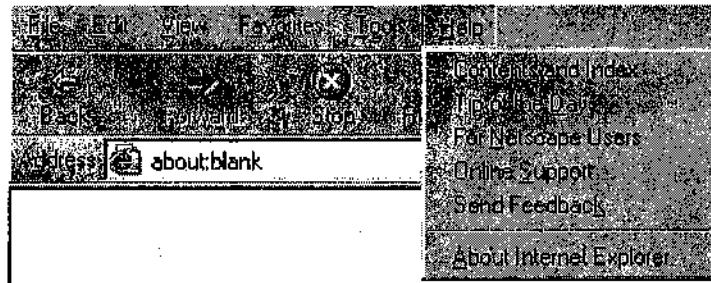 File Edit View Favorites Tools Help
Back Forward Stop
Address about:blank
Contents and Index
Tip of the Day
For Netscape Users
Online Support
Send Feedback
About Internet Explorer